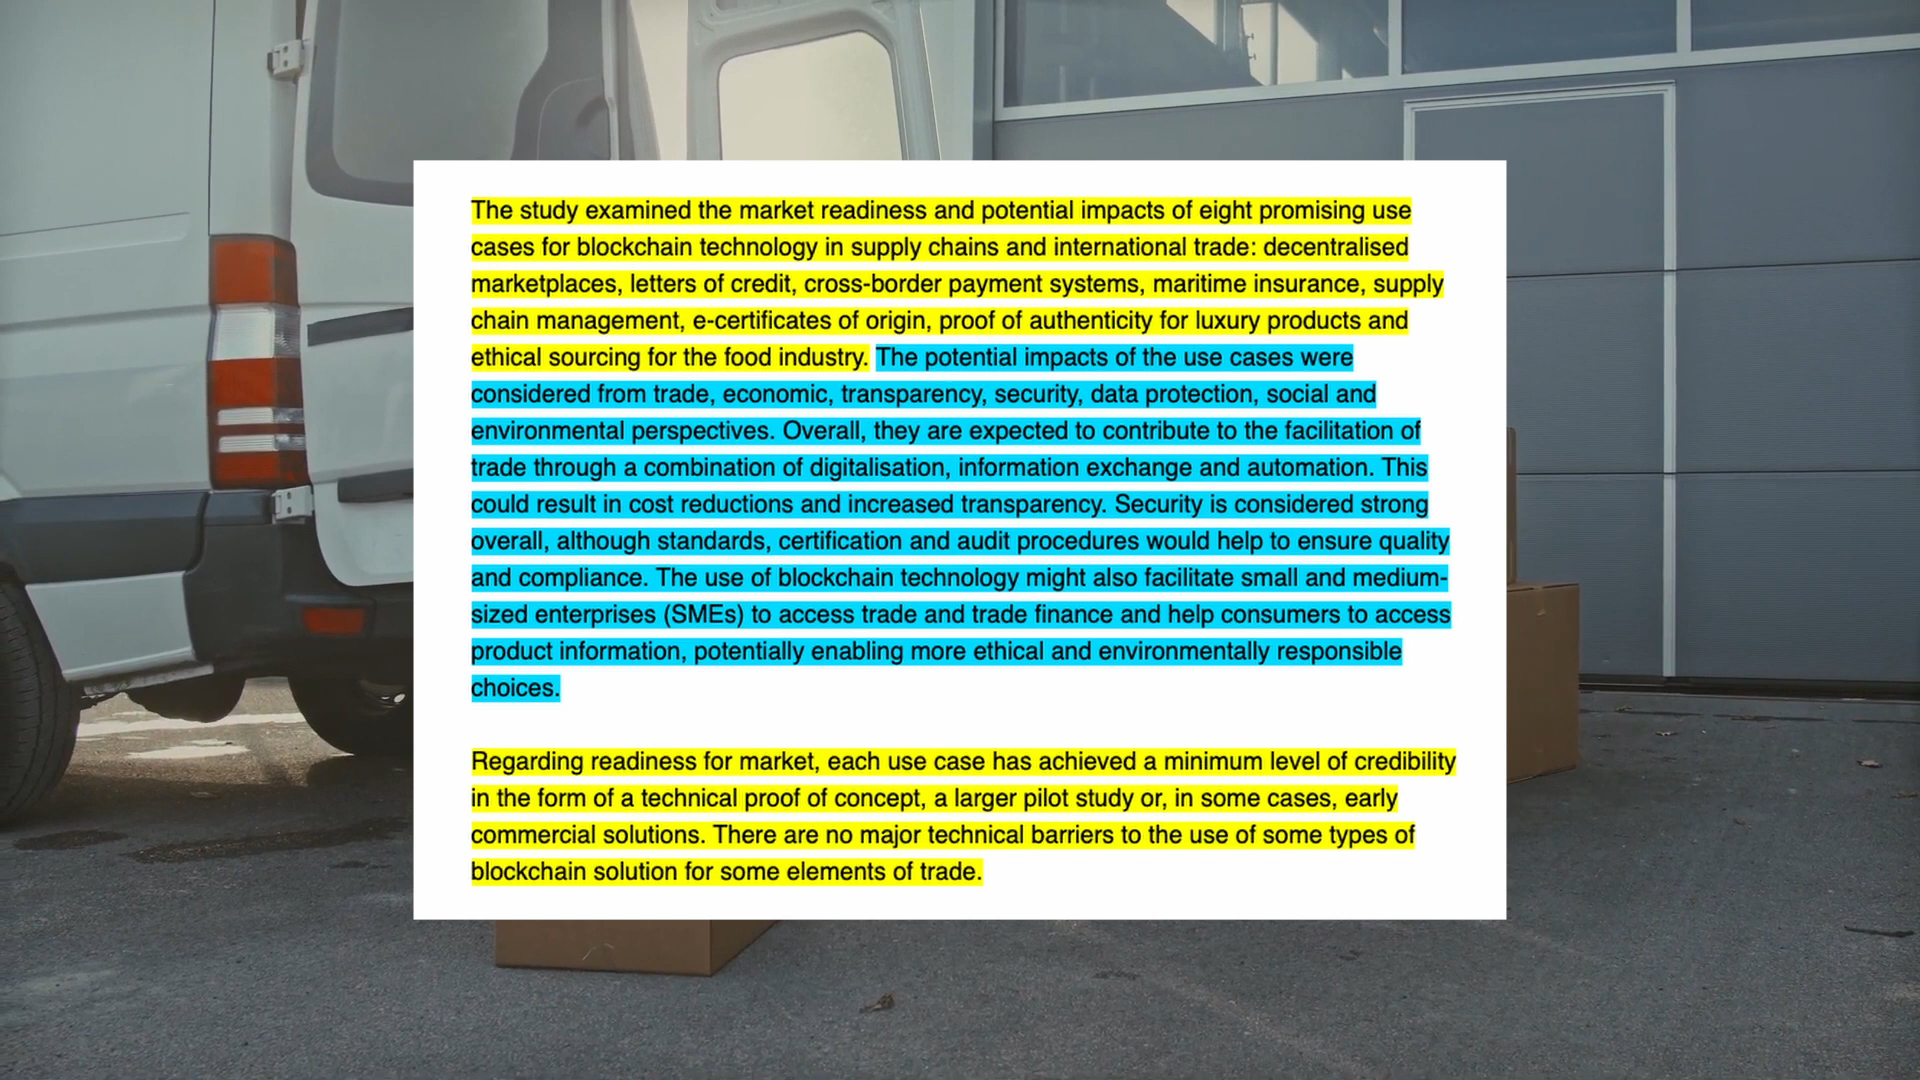 The study examined the market readiness and potential impacts of eight promising use
cases for blockchain technology in supply chains and international trade: decentralised
marketplaces, letters of credit, cross-border payment systems, maritime insurance, supply
chain management, e-certificates of origin, proof of authenticity for luxury products and
ethical sourcing for the food industry. The potential impacts of the use cases were
considered from trade, economic, transparency, security, data protection, social and
environmental perspectives. Overall, they are expected to contribute to the facilitation of
trade through a combination of digitalisation, information exchange and automation. This
could result in cost reductions and increased transparency. Security is considered strong
overall, although standards, certification and audit procedures would help to ensure quality
and compliance. The use of blockchain technology might also facilitate small and medium-
sized enterprises (SMEs) to access trade and trade finance and help consumers to access
product information, potentially enabling more ethical and environmentally responsible
choices.
Regarding readiness for market, each use case has achieved a minimum level of credibility
in the form of a technical proof of concept, a larger pilot study or, in some cases, early
commercial solutions. There are no major technical barriers to the use of some types of
blockchain solution for some elements of trade.